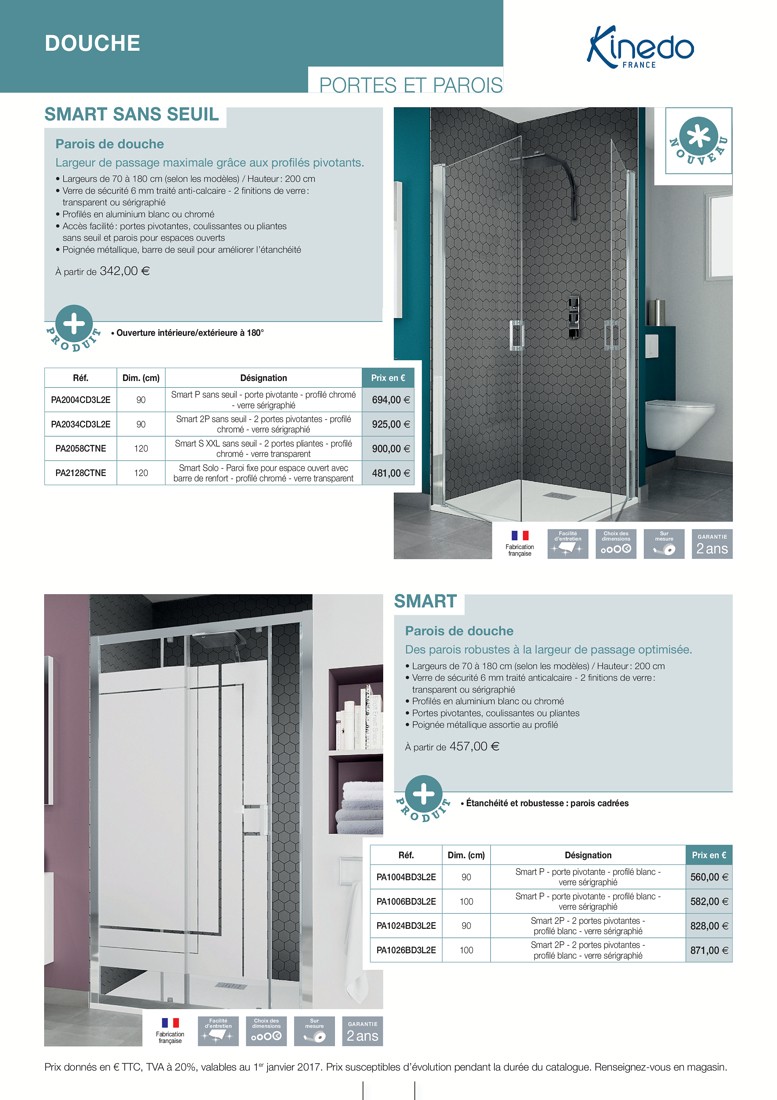 DOUCHE
Kinedo
FRANCE
PORTES ET PAROIS
SMART SANS SEUIL
Parois de douche
Largeur de passage maximale grâce aux profilés pivotants.
• Largeurs de 70 à 180 cm (selon les modèles) / Hauteur : 200 cm
• Verre de sécurité 6 mm traité anti-calcaire - 2 finitions de verre :
transparent ou sérigraphié
• Profilés en aluminium blanc ou chromé
• Accès facilité : portes pivotantes, coulissantes ou pliantes
sans seuil et parois pour espaces ouverts
• Poignée métallique, barre de seuil pour améliorer l'étanchéité
À partir de 342,00 €
NOUVEAU
PRODUIT
• Ouverture intérieure/extérieure à 180°
Réf. Dim. (cm) Désignation Prix en €
PA2004CD3L2E 90 Smart P sans seuil - porte pivotante - profilé chromé
- verre sérigraphié 694,00 €
PA2034CD3L2E 90 Smart 2P sans seuil - 2 portes pivotantes - profilé
chromé - verre sérigraphié 925,00 €
PA2058CTNE 120 Smart S XXL sans seuil - 2 portes pliantes - profilé
chromé - verre transparent 900,00 €
PA2128CTNE 120 Smart Solo - Paroi fixe pour espace ouvert avec
barre de renfort - profilé chromé - verre transparent 481,00 €
Fabrication
française
Facilité
d'entretien
Choix des
dimensions
Sur
mesure
GARANTIE
2 ans
SMART
Parois de douche
Des parois robustes à la largeur de passage optimisée.
• Largeurs de 70 à 180 cm (selon les modèles) / Hauteur : 200 cm
• Verre de sécurité 6 mm traité anticalcaire - 2 finitions de verre :
transparent ou sérigraphié
• Profilés en aluminium blanc ou chromé
• Portes pivotantes, coulissantes ou pliantes
• Poignée métallique assortie au profilé
À partir de 457,00 €
PRODUIT
• Étanchéité et robustesse : parois cadrées
Réf. Dim. (cm) Désignation Prix en €
PA1004BD3L2E 90 Smart P - porte pivotante - profilé blanc -
verre sérigraphié 560,00 €
PA1006BD3L2E 100 Smart P - porte pivotante - profilé blanc -
verre sérigraphié 582,00 €
PA1024BD3L2E 90 Smart 2P - 2 portes pivotantes -
profilé blanc - verre sérigraphié 828,00 €
PA1026BD3L2E 100 Smart 2P - 2 portes pivotantes -
profilé blanc - verre sérigraphié 871,00 €
Fabrication
française
Facilité
d'entretien
Choix des
dimensions
Sur
mesure
GARANTIE
2 ans
Prix donnés en € TTC, TVA à 20%, valables au 1er janvier 2017. Prix susceptibles d'évolution pendant la durée du catalogue. Renseignez-vous en magasin.